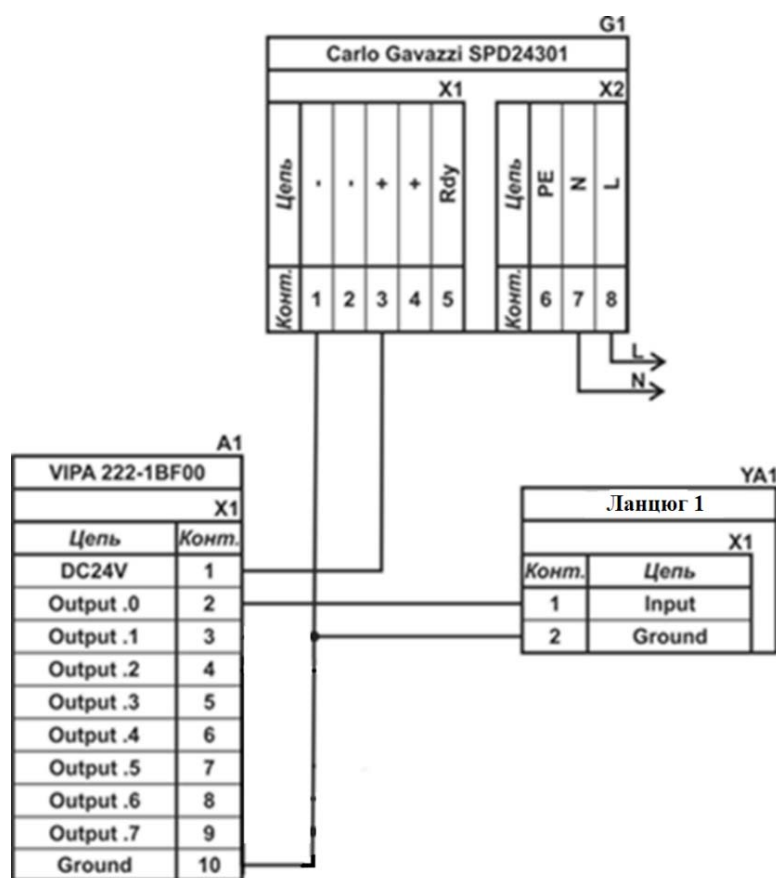 G1
Carlo Gavazzi SPD24301
X1 X2
Цепь - - + + Rdy Цепь PE N L
Конт. 1 2 3 4 5 Конт. 6 7 8
L
N
A1
VIPA 222-1BF00
X1
Цепь Конт.
DC24V 1
Output .0 2
Output .1 3
Output .2 4
Output .3 5
Output .4 6
Output .5 7
Output .6 8
Output .7 9
Ground 10
YA1
Ланцюг 1
X1
Конт. Цепь
1 Input
2 Ground